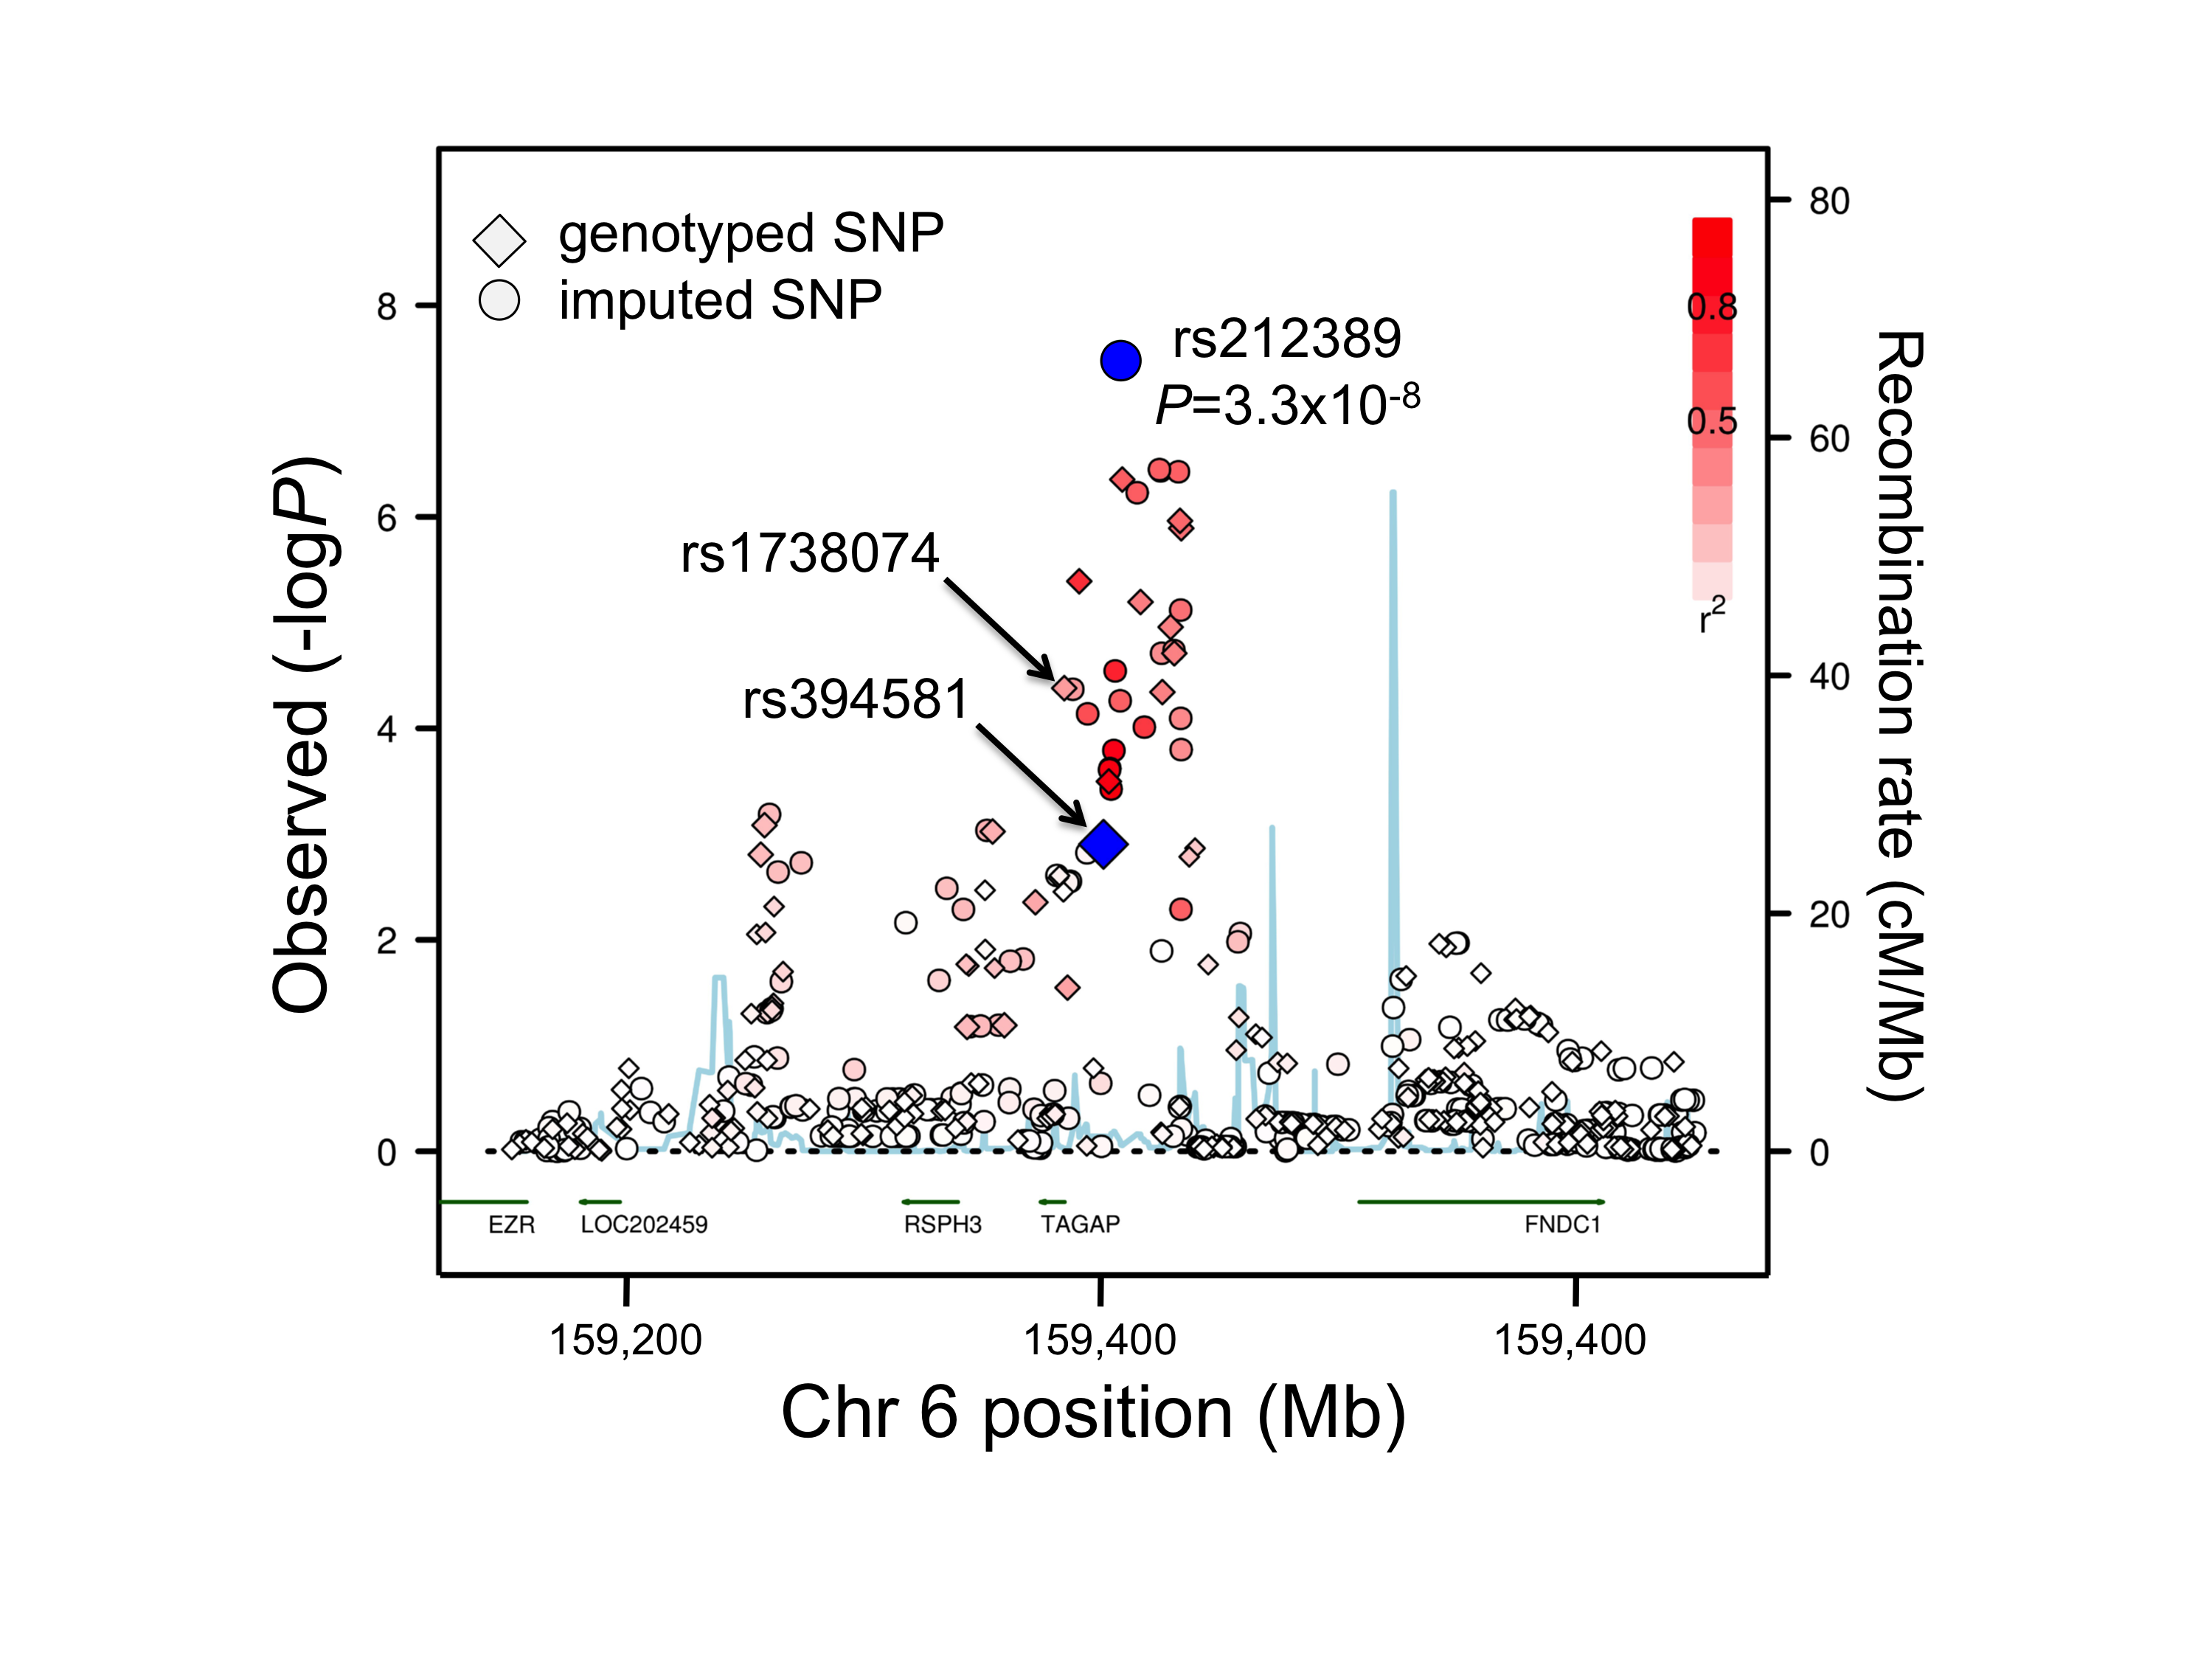 genotyped SNP
imputed SNP
rs212389
P=3.3x10-8
rs1738074
rs394581
Observed (-logP)
8
6
4
2
0
80
60
40
20
0
Recombination rate (cM/Mb)
0.8
0.5
r2
EZR
LOC202459
RSPH3
TAGAP
FNDC1
159,200
159,400
159,400
Chr 6 position (Mb)